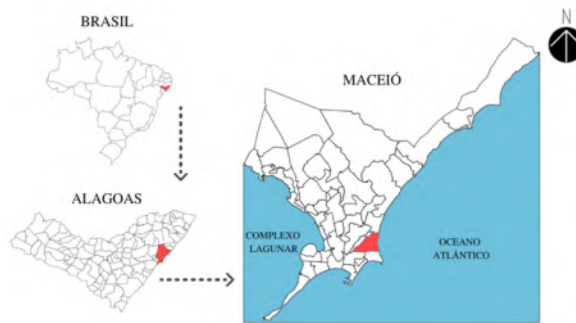 BRASIL
N
MACEIÓ
ALAGOAS
COMPLEXO
LAGUNAR
OCEANO
ATLÂNTICO